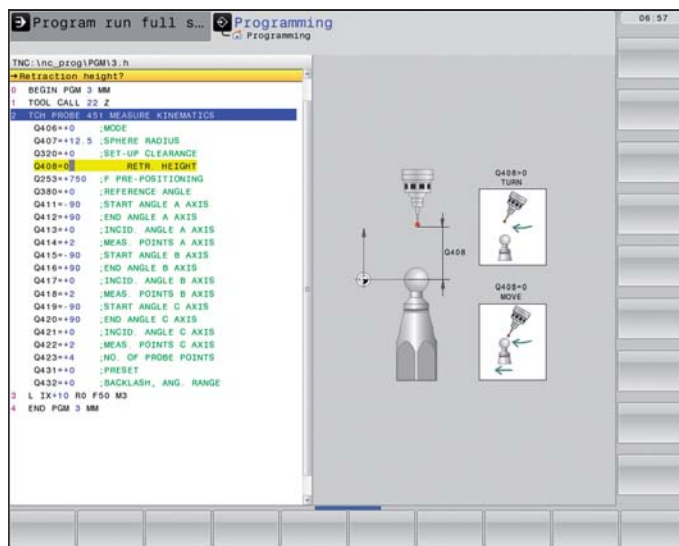 Program run full s...
Programming
Programming
06:57
TNC:\nc_prog\PGM\3.h
→Retraction height?
0 BEGIN PGM 3 MM
1 TOOL CALL 22 Z
2 TCH PROBE 451 MEASURE KINEMATICS
Q406=+0 ;MODE
Q407=+12.5 ;SPHERE RADIUS
Q320=+0 ;SET-UP CLEARANCE
Q408=0 RETR. HEIGHT
Q253=+750 ;F PRE-POSITIONING
Q380=+0 ;REFERENCE ANGLE
Q411=-90 ;START ANGLE A AXIS
Q412=+90 ;END ANGLE A AXIS
Q413=+0 ;INCID. ANGLE A AXIS
Q414=+2 ;MEAS. POINTS A AXIS
Q415=-90 ;START ANGLE B AXIS
Q416=+90 ;END ANGLE B AXIS
Q417=+0 ;INCID. ANGLE B AXIS
Q418=+2 ;MEAS. POINTS B AXIS
Q419=-90 ;START ANGLE C AXIS
Q420=+90 ;END ANGLE C AXIS
Q421=+0 ;INCID. ANGLE C AXIS
Q422=+2 ;MEAS. POINTS C AXIS
Q423=+4 ;NO. OF PROBE POINTS
Q431=+0 ;PRESET
Q432=+0 ;BACKLASH, ANG. RANGE
3 L IX+10 R0 F50 M3
4 END PGM 3 MM
Q408
Q408=0
TURN
Q408>0
MOVE